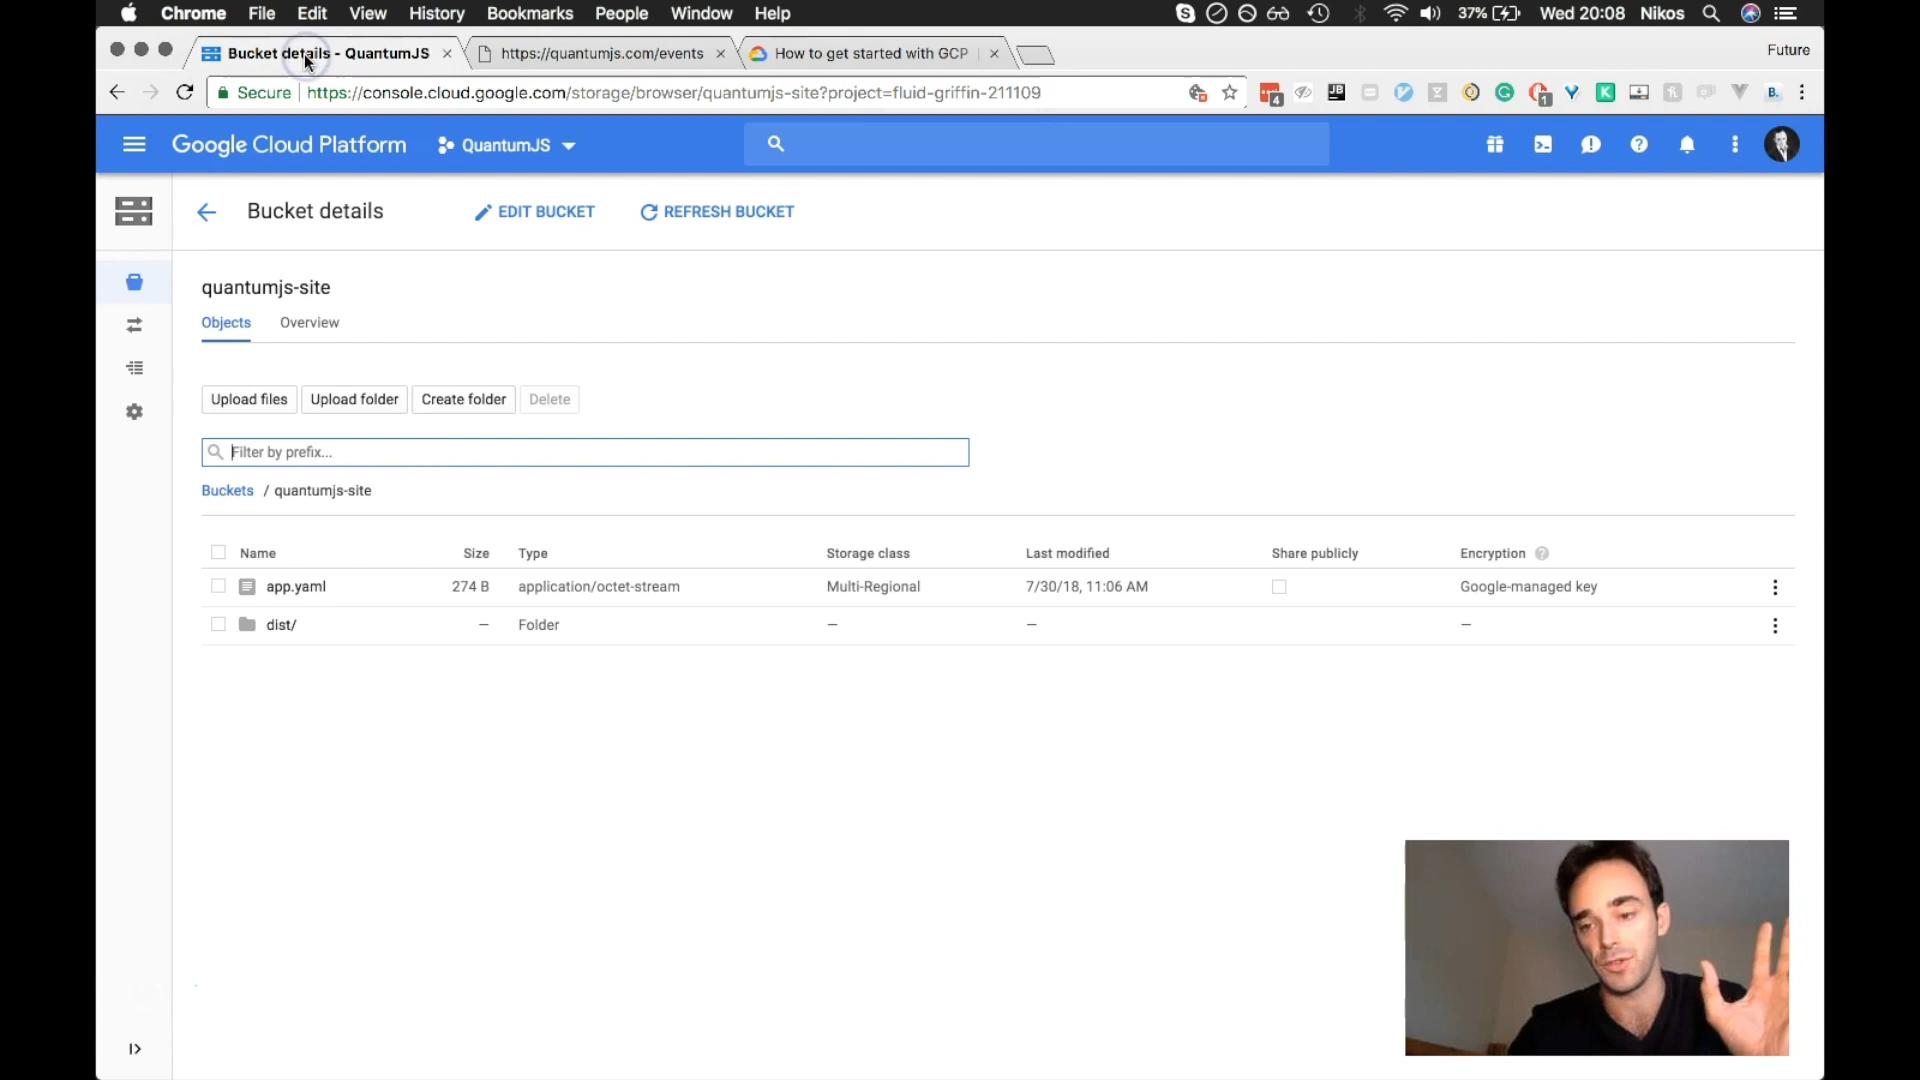 Chrome File Edit View History Bookmarks People Window Help 37% Wed 20:08 Nikos
Bucket details - QuantumJS https://quantumjs.com/events How to get started with GCP Future
Secure https://console.cloud.google.com/storage/browser/quantumjs-site?project=fluid-griffin-211109
Google Cloud Platform QuantumJS
Bucket details EDIT BUCKET REFRESH BUCKET
quantumjs-site
Objects Overview
Upload files Upload folder Create folder Delete
Filter by prefix...
Buckets / quantumjs-site
Name Size Type Storage class Last modified Share publicly Encryption
app.yaml 274 B application/octet-stream Multi-Regional 7/30/18, 11:06 AM Google-managed key
dist/ — Folder — — —